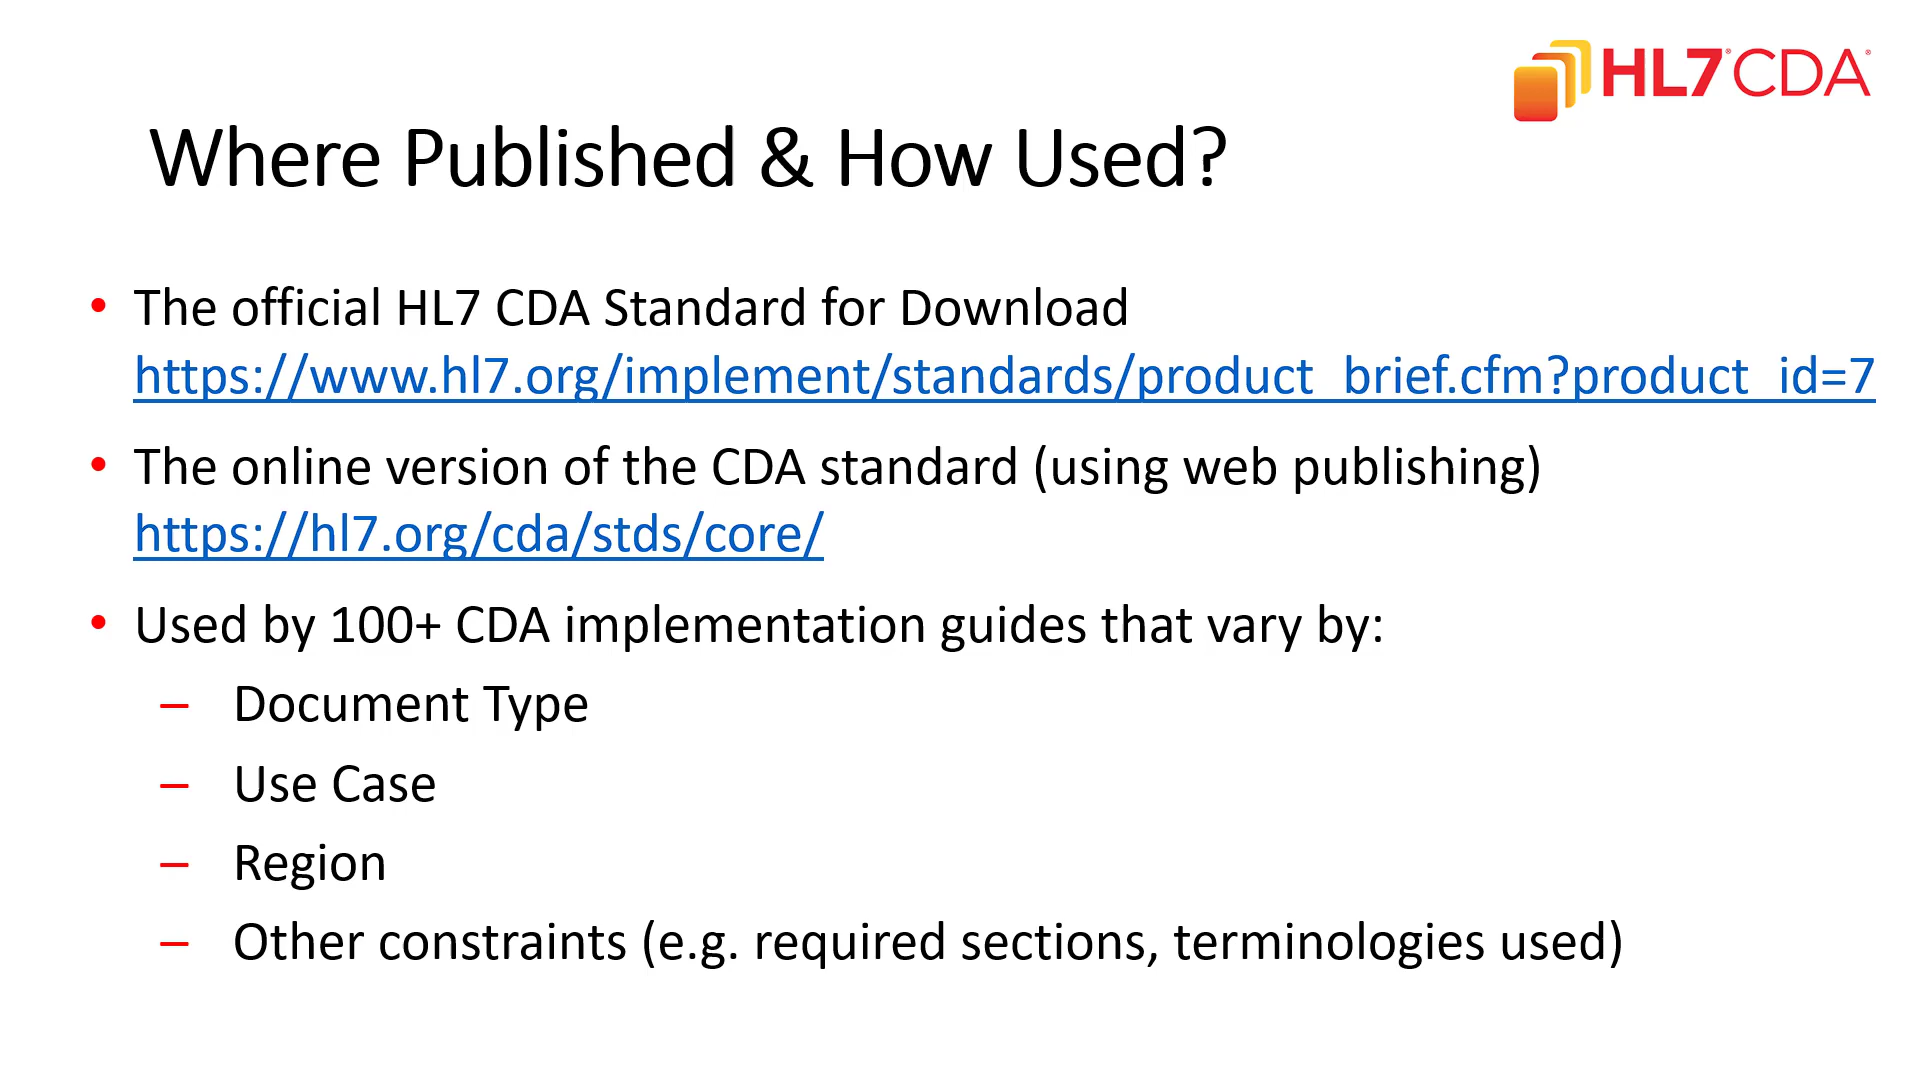 HL7® CDA®
Where Published & How Used?
• The official HL7 CDA Standard for Download
https://www.hl7.org/implement/standards/product_brief.cfm?product_id=7
• The online version of the CDA standard (using web publishing)
https://hl7.org/cda/stds/core/
• Used by 100+ CDA implementation guides that vary by:
– Document Type
– Use Case
– Region
– Other constraints (e.g. required sections, terminologies used)